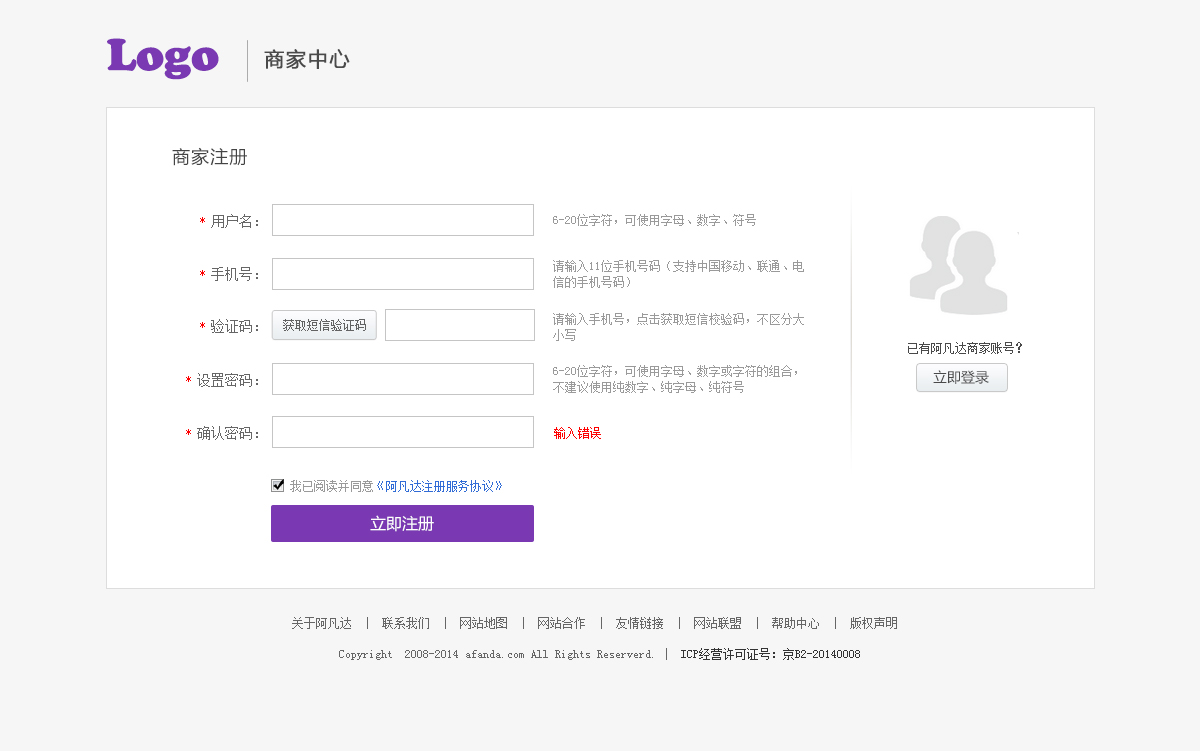 Logo 商家中心
商家注册
* 用户名： 6-20位字符，可使用字母、数字、符号
* 手机号： 请输入11位手机号码（支持中国移动、联通、电
信的手机号码）
* 验证码： 获取短信验证码 请输入手机号，点击获取短信校验码，不区分大
小写
* 设置密码： 6-20位字符，可使用字母、数字或字符的组合，
不建议使用纯数字、纯字母、纯符号
* 确认密码： 输入错误
我已阅读并同意《阿凡达注册服务协议》
立即注册
已有阿凡达商家账号？
立即登录
关于阿凡达 | 联系我们 | 网站地图 | 网站合作 | 友情链接 | 网站联盟 | 帮助中心 | 版权声明
Copyright 2008-2014 afanda.com All Rights Reserverd. | ICP经营许可证号：京B2-20140008